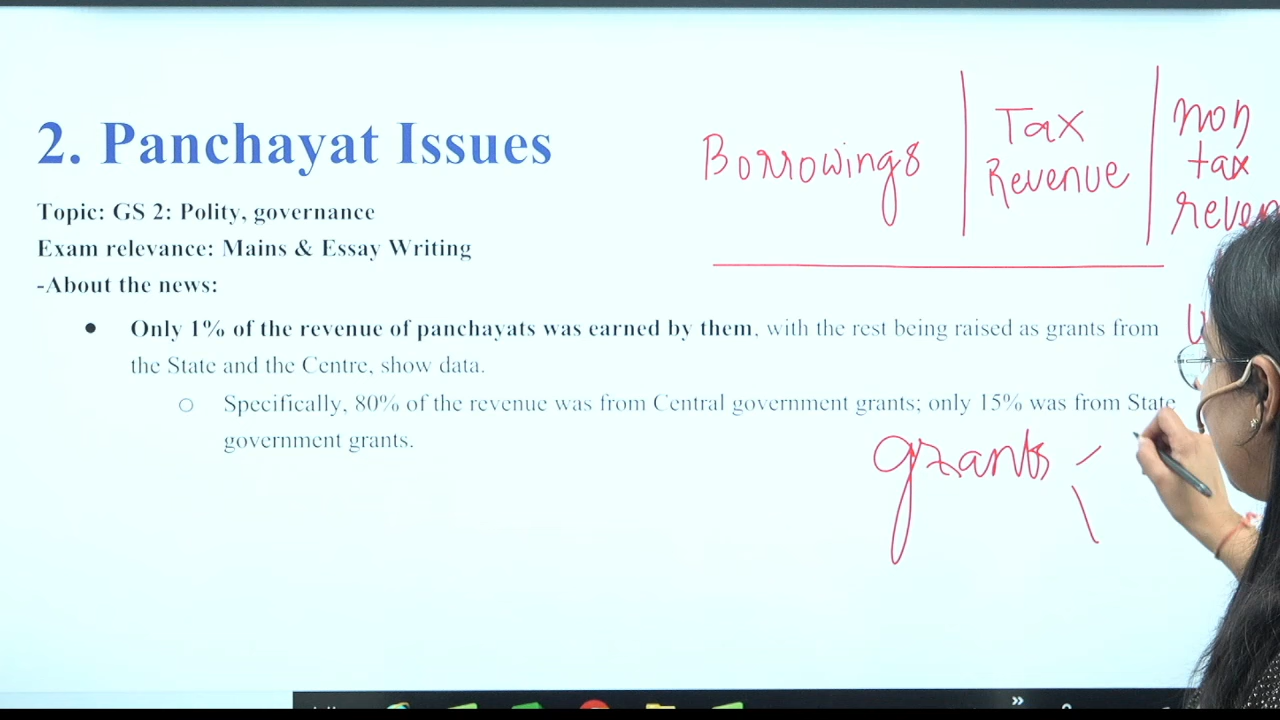 2. Panchayat Issues
Topic: GS 2: Polity, governance
Exam relevance: Mains & Essay Writing
-About the news:
Only 1% of the revenue of panchayats was earned by them, with the rest being raised as grants from
the State and the Centre, show data.
Specifically, 80% of the revenue was from Central government grants; only 15% was from State
government grants.
Borrowings
Tax
Revenue
non
tax
reven
grants